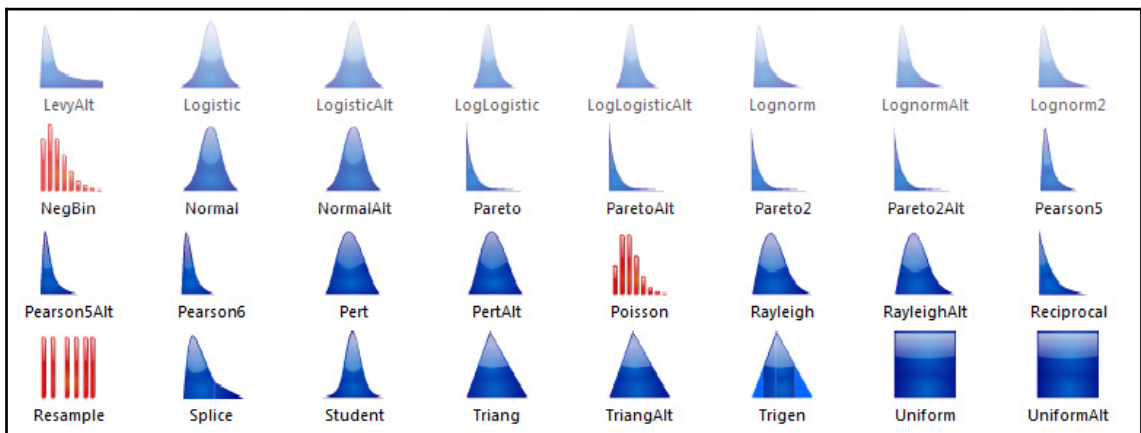 LevyAlt Logistic LogisticAlt LogLogistic LogLogisticAlt Lognorm LognormAlt Lognorm2
NegBin Normal NormalAlt Pareto ParetoAlt Pareto2 Pareto2Alt Pearson5
Pearson5Alt Pearson6 Pert PertAlt Poisson Rayleigh RayleighAlt Reciprocal
Resample Splice Student Triang TriangAlt Trigen Uniform UniformAlt